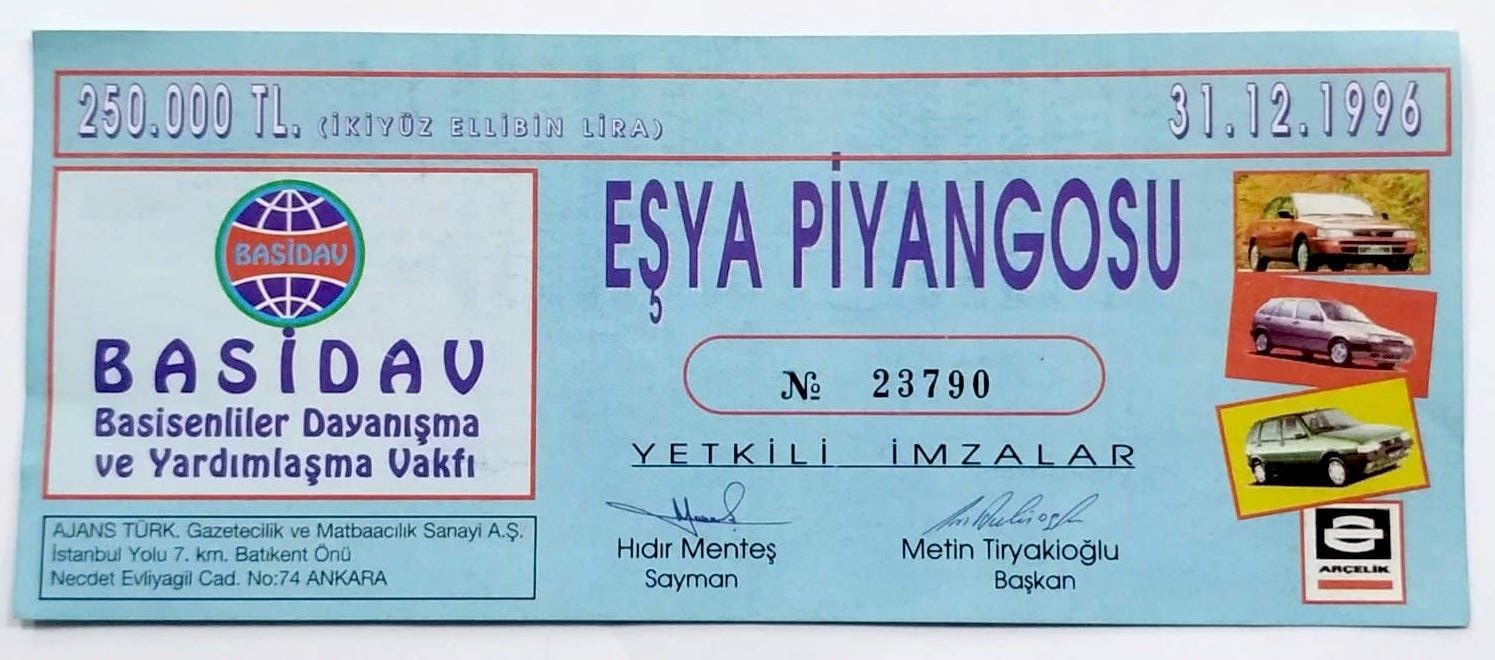 250.000 TL. (İKİYÜZ ELLİBİN LİRA)
31.12.1996
BASİDAV
BASİDAV
Basisenliler Dayanışma
ve Yardımlaşma Vakfı
AJANS TÜRK. Gazetecilik ve Matbaacılık Sanayi A.Ş.
İstanbul Yolu 7. km. Batıkent Önü
Necdet Evliyagil Cad. No:74 ANKARA
EŞYA PİYANGOSU
№ 23790
YETKİLİ İMZALAR
Hıdır Menteş
Sayman
Metin Tiryakioğlu
Başkan
ARÇELİK